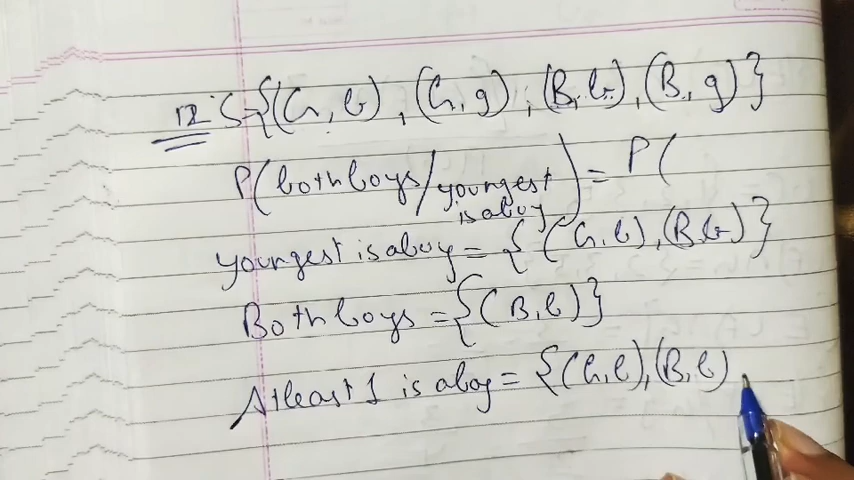 12. S={(G, b), (G, g), (B, b), (B, g)}
P(both boys/youngest is a boy) = P(
youngest is a boy = {(G, b), (B, b)}
Both boys = {(B, b)}
Atleast 1 is a boy = {(G, b), (B, b)